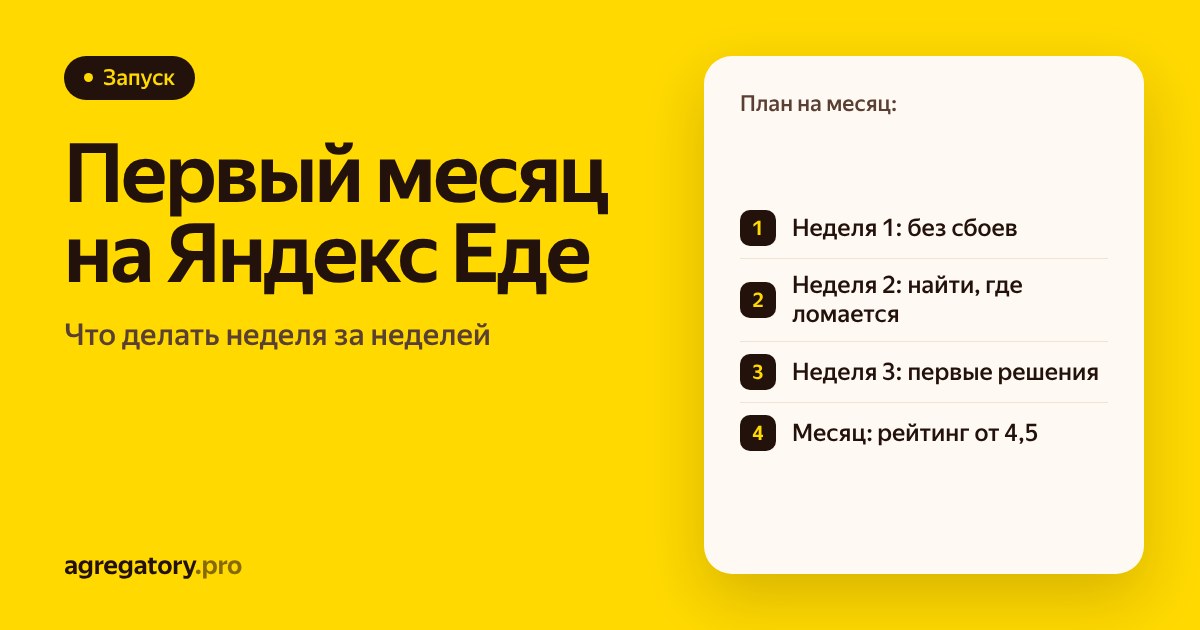 Запуск
Первый месяц
на Яндекс Еде
Что делать неделя за неделей
agregatory.pro
План на месяц:
1 Неделя 1: без сбоев
2 Неделя 2: найти, где
ломается
3 Неделя 3: первые решения
4 Месяц: рейтинг от 4,5